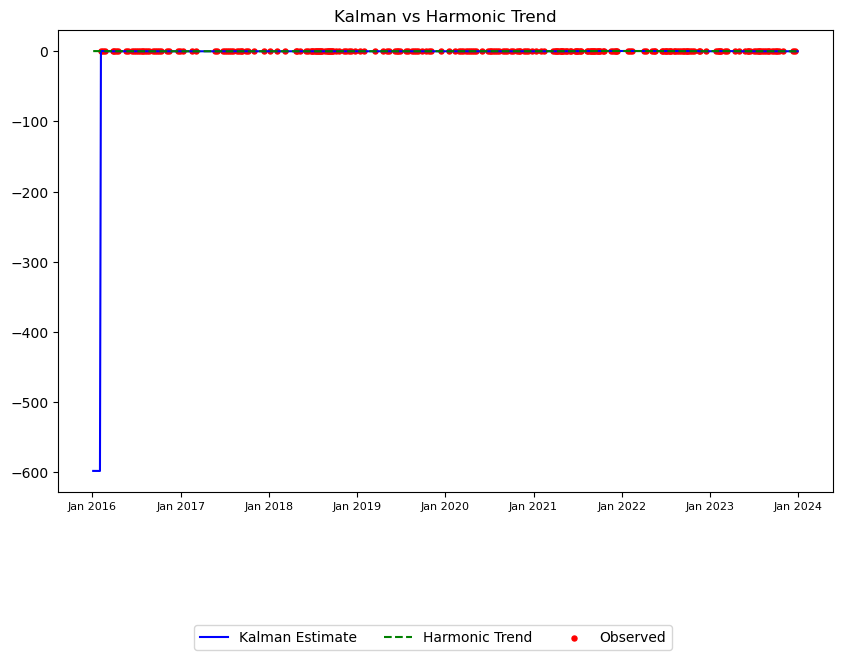 Kalman vs Harmonic Trend
0
−100
−200
−300
−400
−500
−600
Jan 2016 Jan 2017 Jan 2018 Jan 2019 Jan 2020 Jan 2021 Jan 2022 Jan 2023 Jan 2024
Kalman Estimate Harmonic Trend Observed